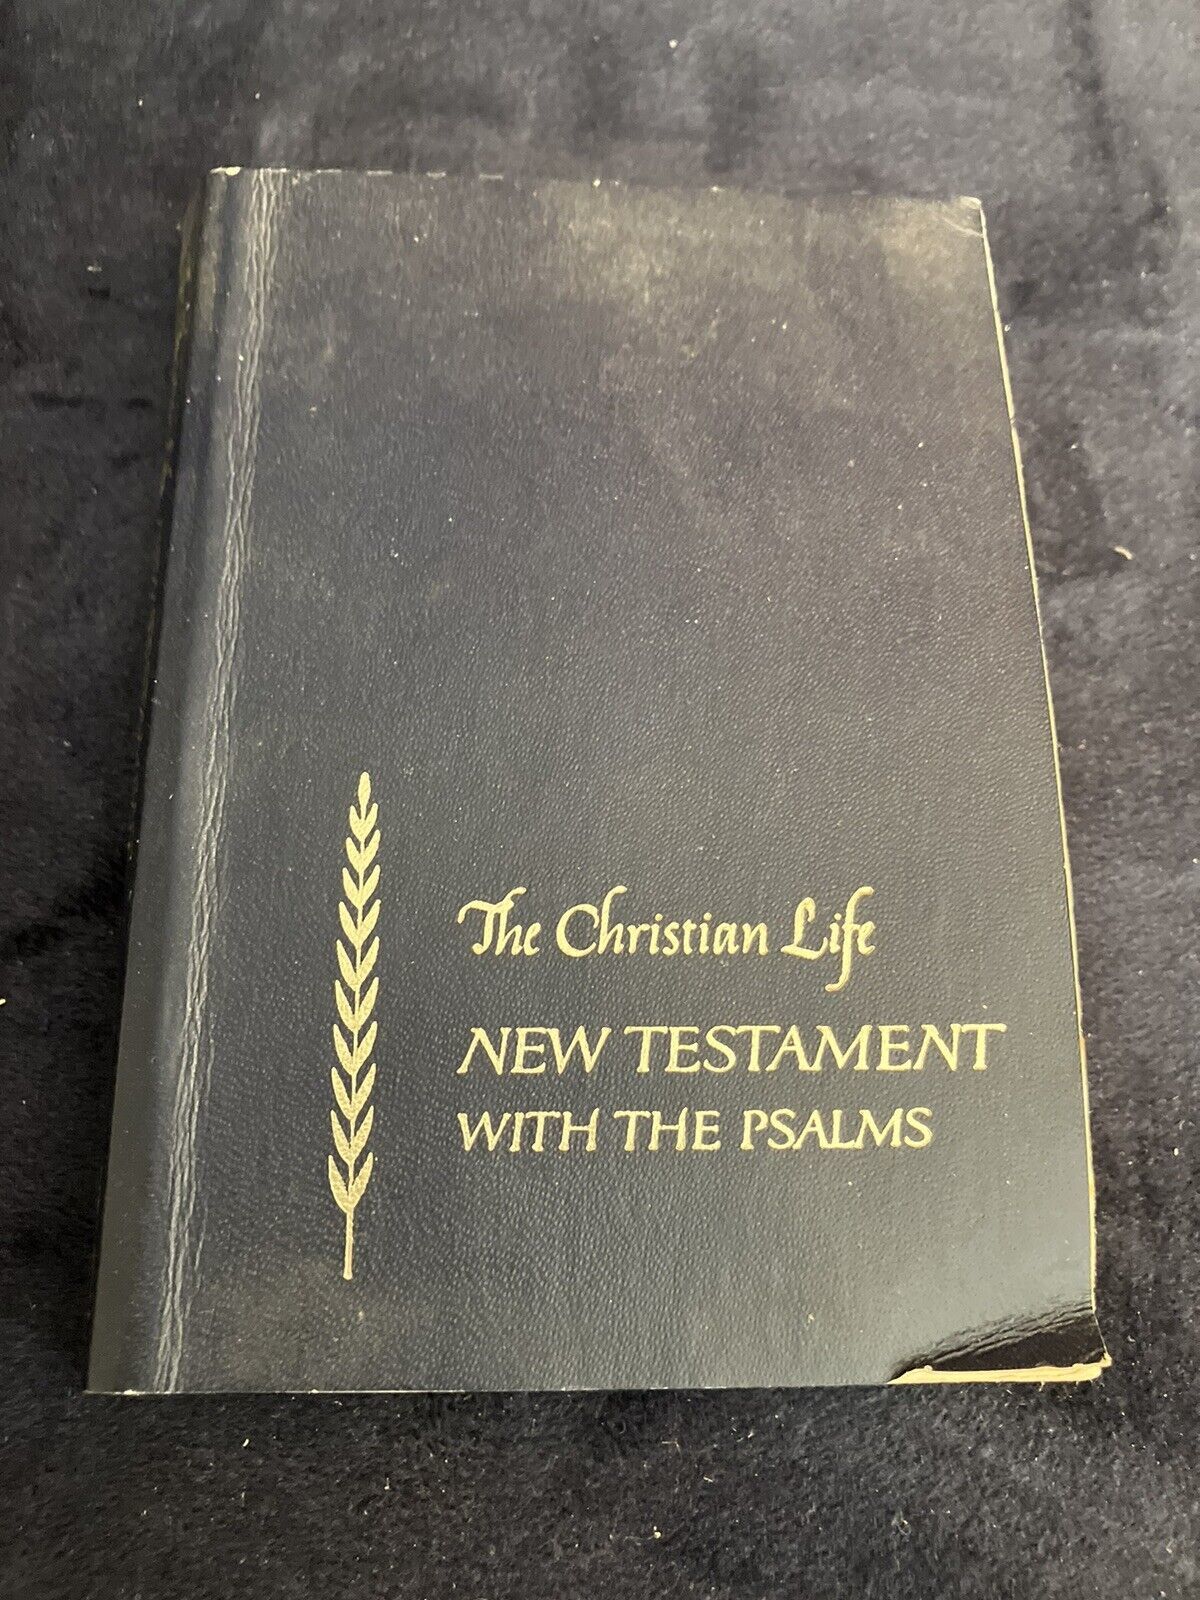 The Christian Life
NEW TESTAMENT
WITH THE PSALMS